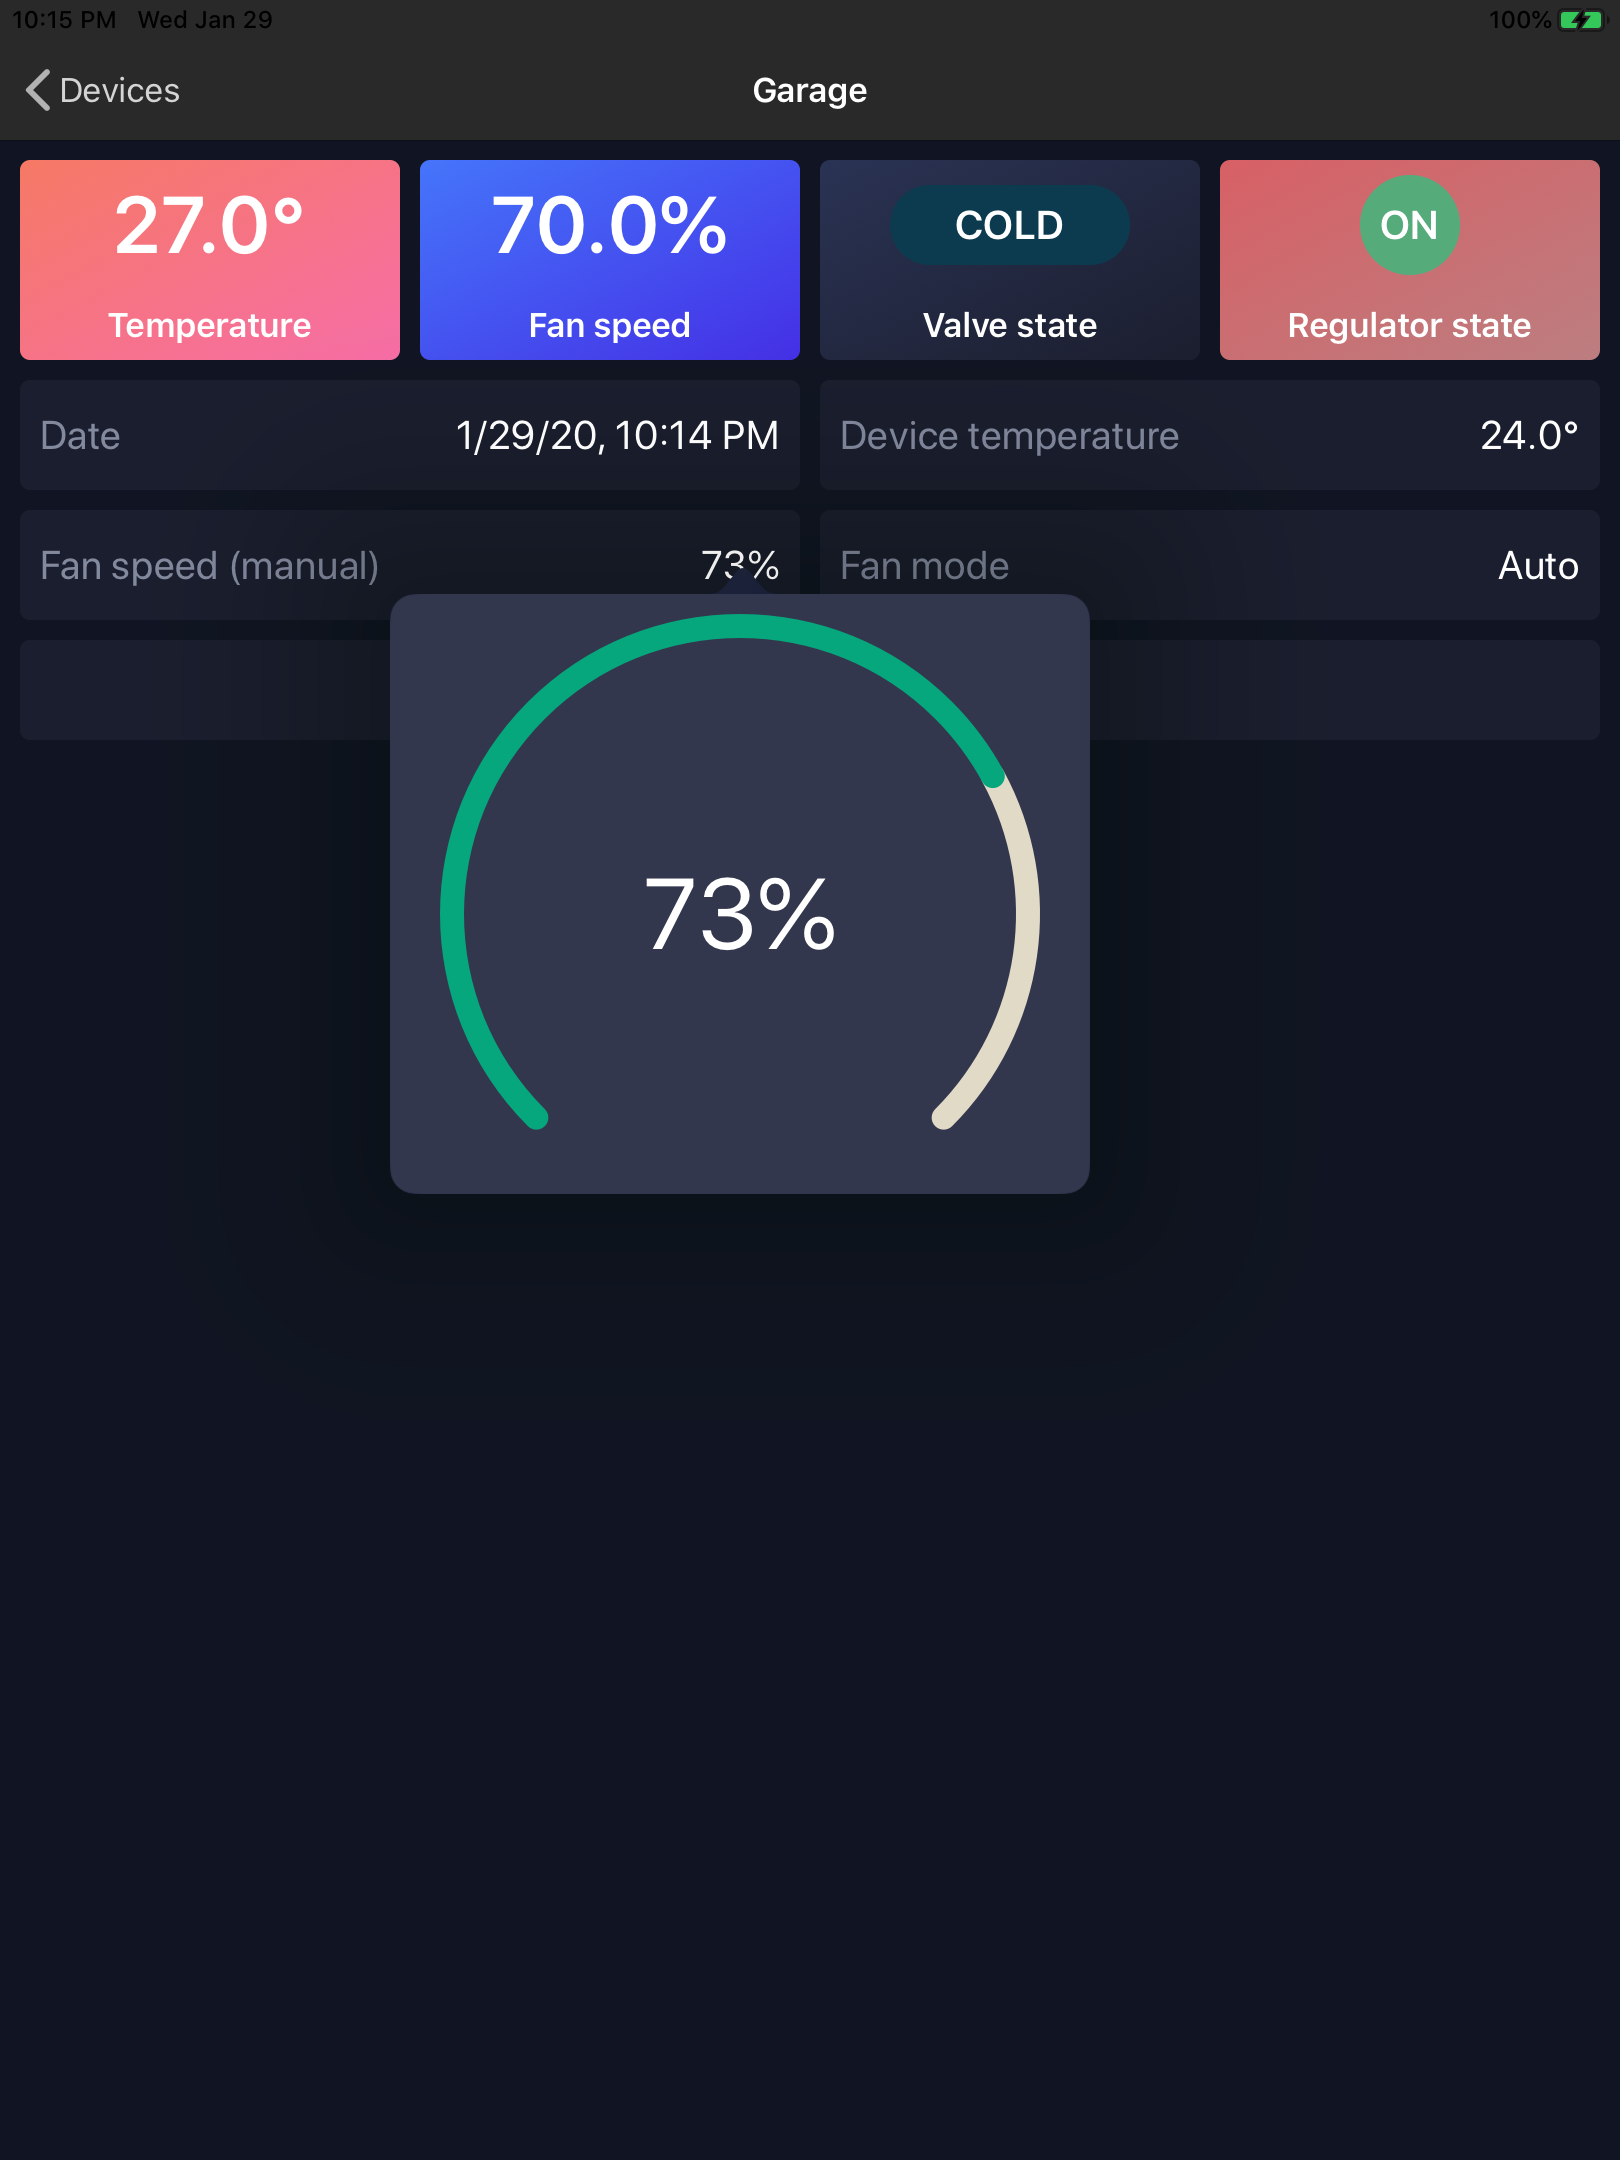 10:15 PM Wed Jan 29 100%
Devices Garage
27.0° 70.0% COLD ON
Temperature Fan speed Valve state Regulator state
Date 1/29/20, 10:14 PM Device temperature 24.0°
Fan speed (manual) 73% Fan mode Auto
73%